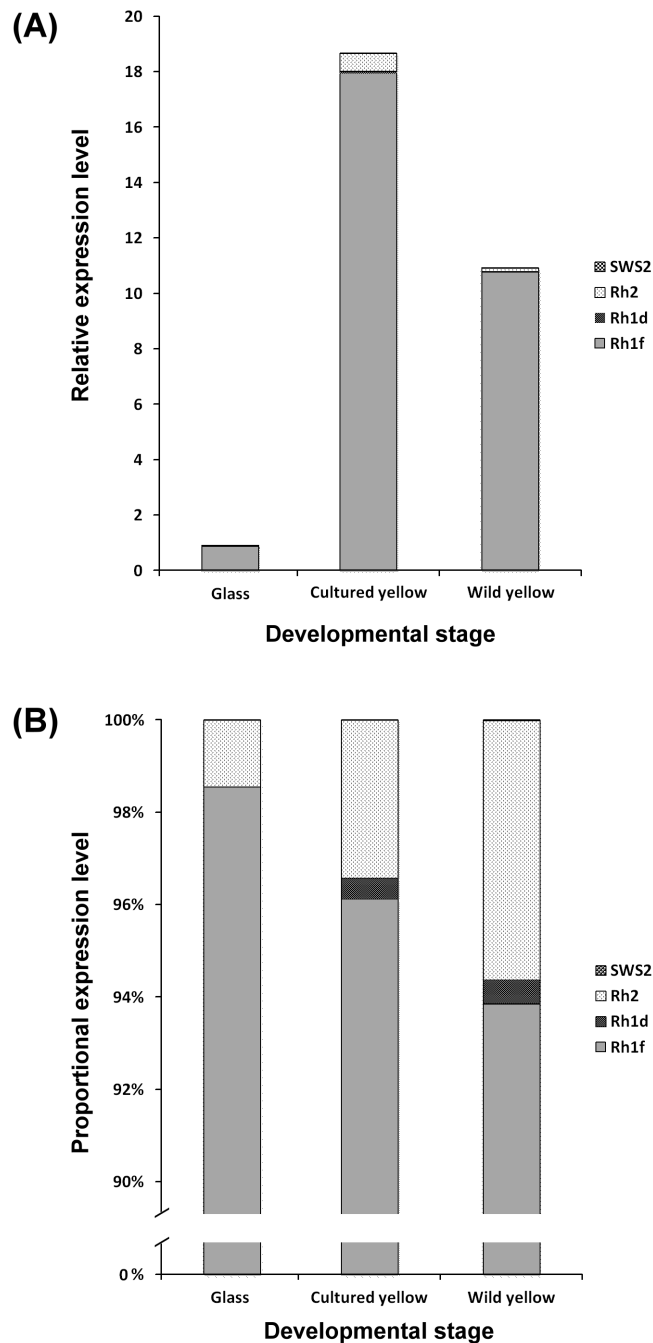 (A)
Relative expression level
20
18
16
14
12
10
8
6
4
2
0
Glass
Cultured yellow
Wild yellow
Developmental stage
SWS2
Rh2
Rh1d
Rh1f
(B)
Proportional expression level
100%
98%
96%
94%
92%
90%
0%
Glass
Cultured yellow
Wild yellow
Developmental stage
SWS2
Rh2
Rh1d
Rh1f